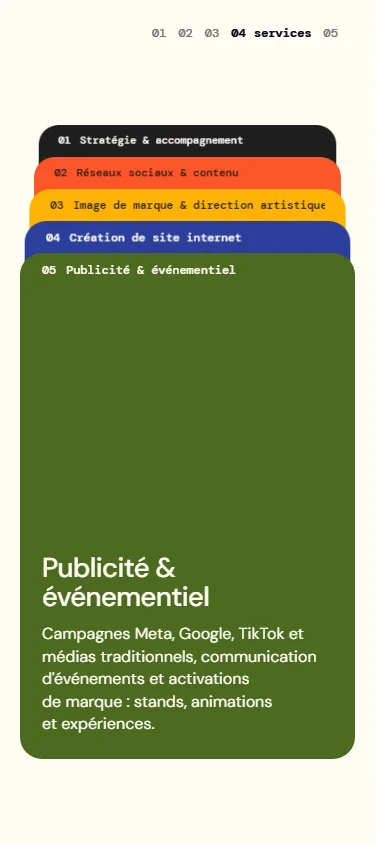 01 02 03 04 services 05
01 Stratégie & accompagnement
02 Réseaux sociaux & contenu
03 Image de marque & direction artistique
04 Création de site internet
05 Publicité & événementiel
Publicité &
événementiel
Campagnes Meta, Google, TikTok et
médias traditionnels, communication
d'événements et activations
de marque : stands, animations
et expériences.